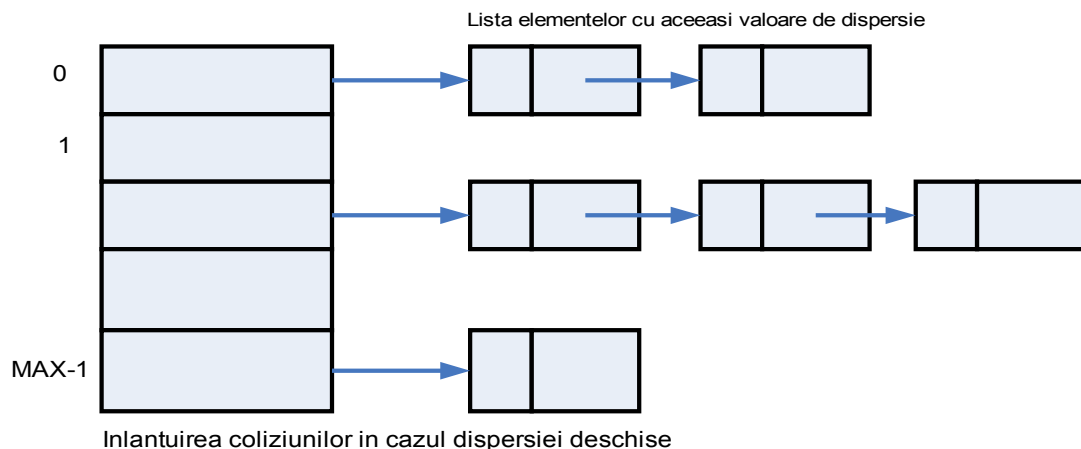 Lista elementelor cu aceeasi valoare de dispersie
0
1
MAX-1
Inlantuirea coliziunilor in cazul dispersiei deschise